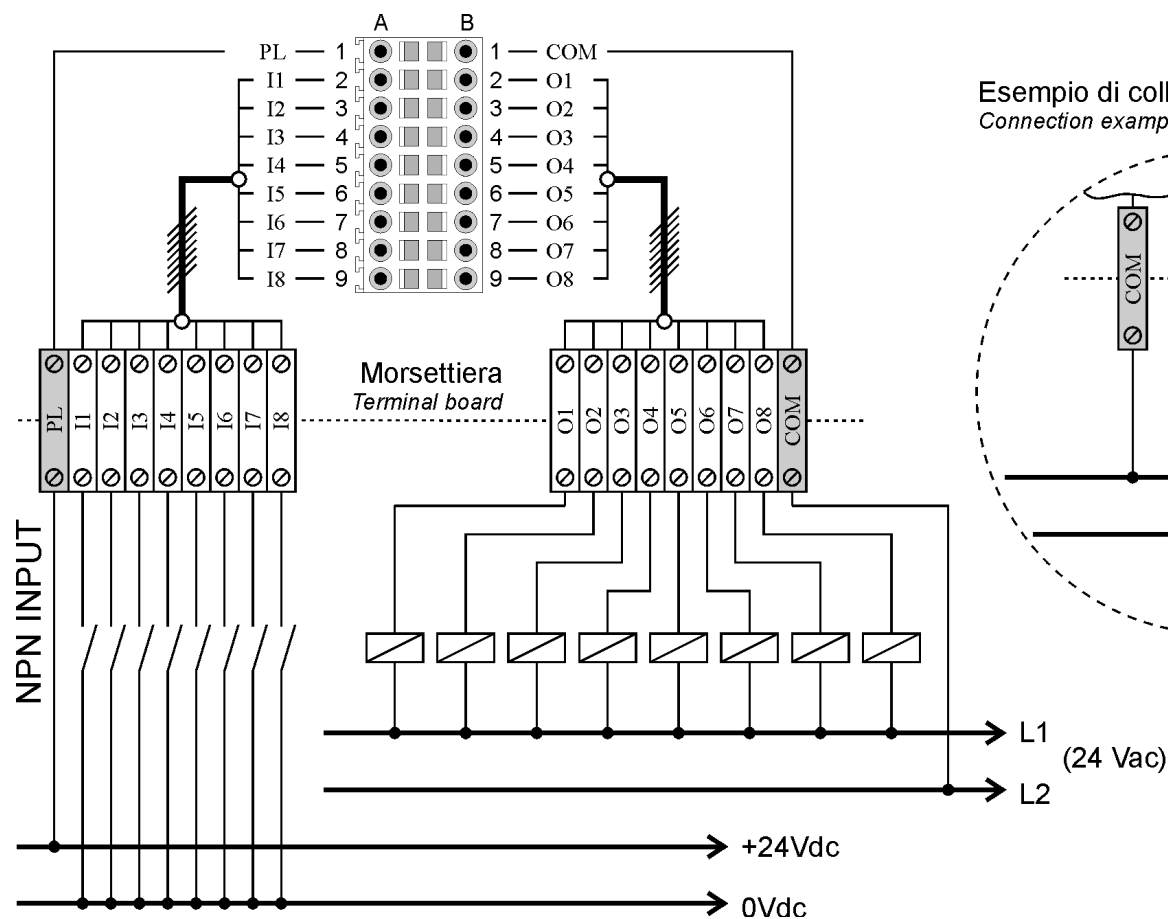 A B
PL 1 1 COM
I1 2 2 O1
I2 3 3 O2
I3 4 4 O3
I4 5 5 O4
I5 6 6 O5
I6 7 7 O6
I7 8 8 O7
I8 9 9 O8
Esempio di coll
Connection examp
COM
Morsettiera
Terminal board
PL I1 I2 I3 I4 I5 I6 I7 I8
O1 O2 O3 O4 O5 O6 O7 O8 COM
NPN INPUT
L1
(24 Vac)
L2
+24Vdc
0Vdc